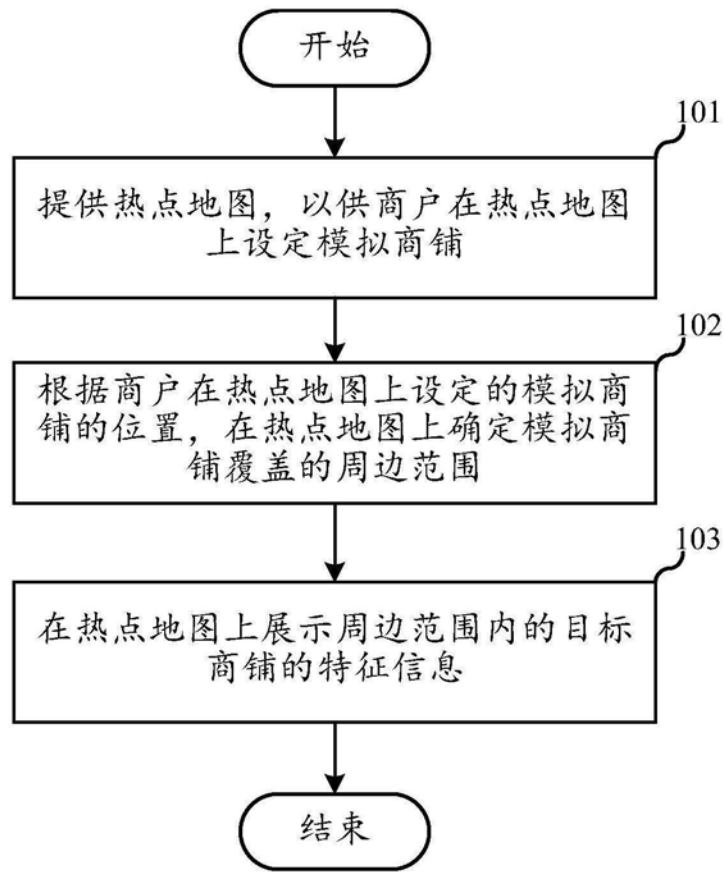 开始
101
提供热点地图，以供商户在热点地图
上设定模拟商铺
102
根据商户在热点地图上设定的模拟商
铺的位置，在热点地图上确定模拟商
铺覆盖的周边范围
103
在热点地图上展示周边范围内的目标
商铺的特征信息
结束